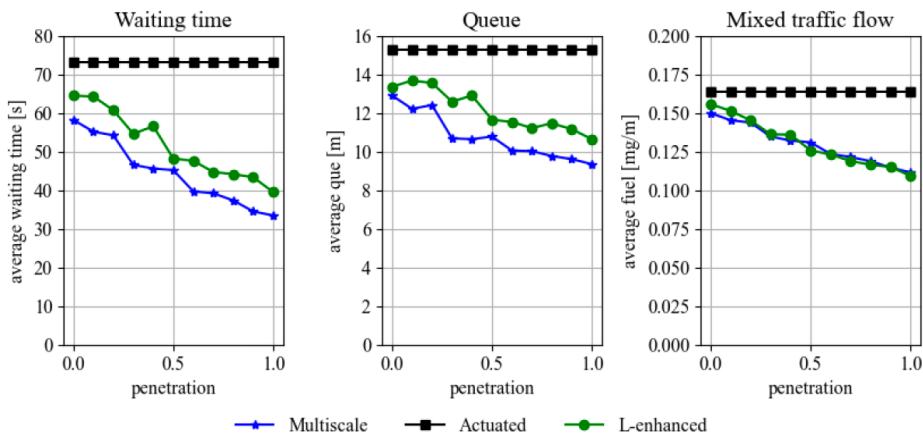 Waiting time
Queue
Mixed traffic flow
average waiting time [s]
80
70
60
50
40
30
20
10
0
0.0 0.5 1.0
penetration
average que [m]
16
14
12
10
8
6
4
2
0
0.0 0.5 1.0
penetration
average fuel [mg/m]
0.200
0.175
0.150
0.125
0.100
0.075
0.050
0.025
0.000
0.0 0.5 1.0
penetration
Multiscale Actuated L-enhanced